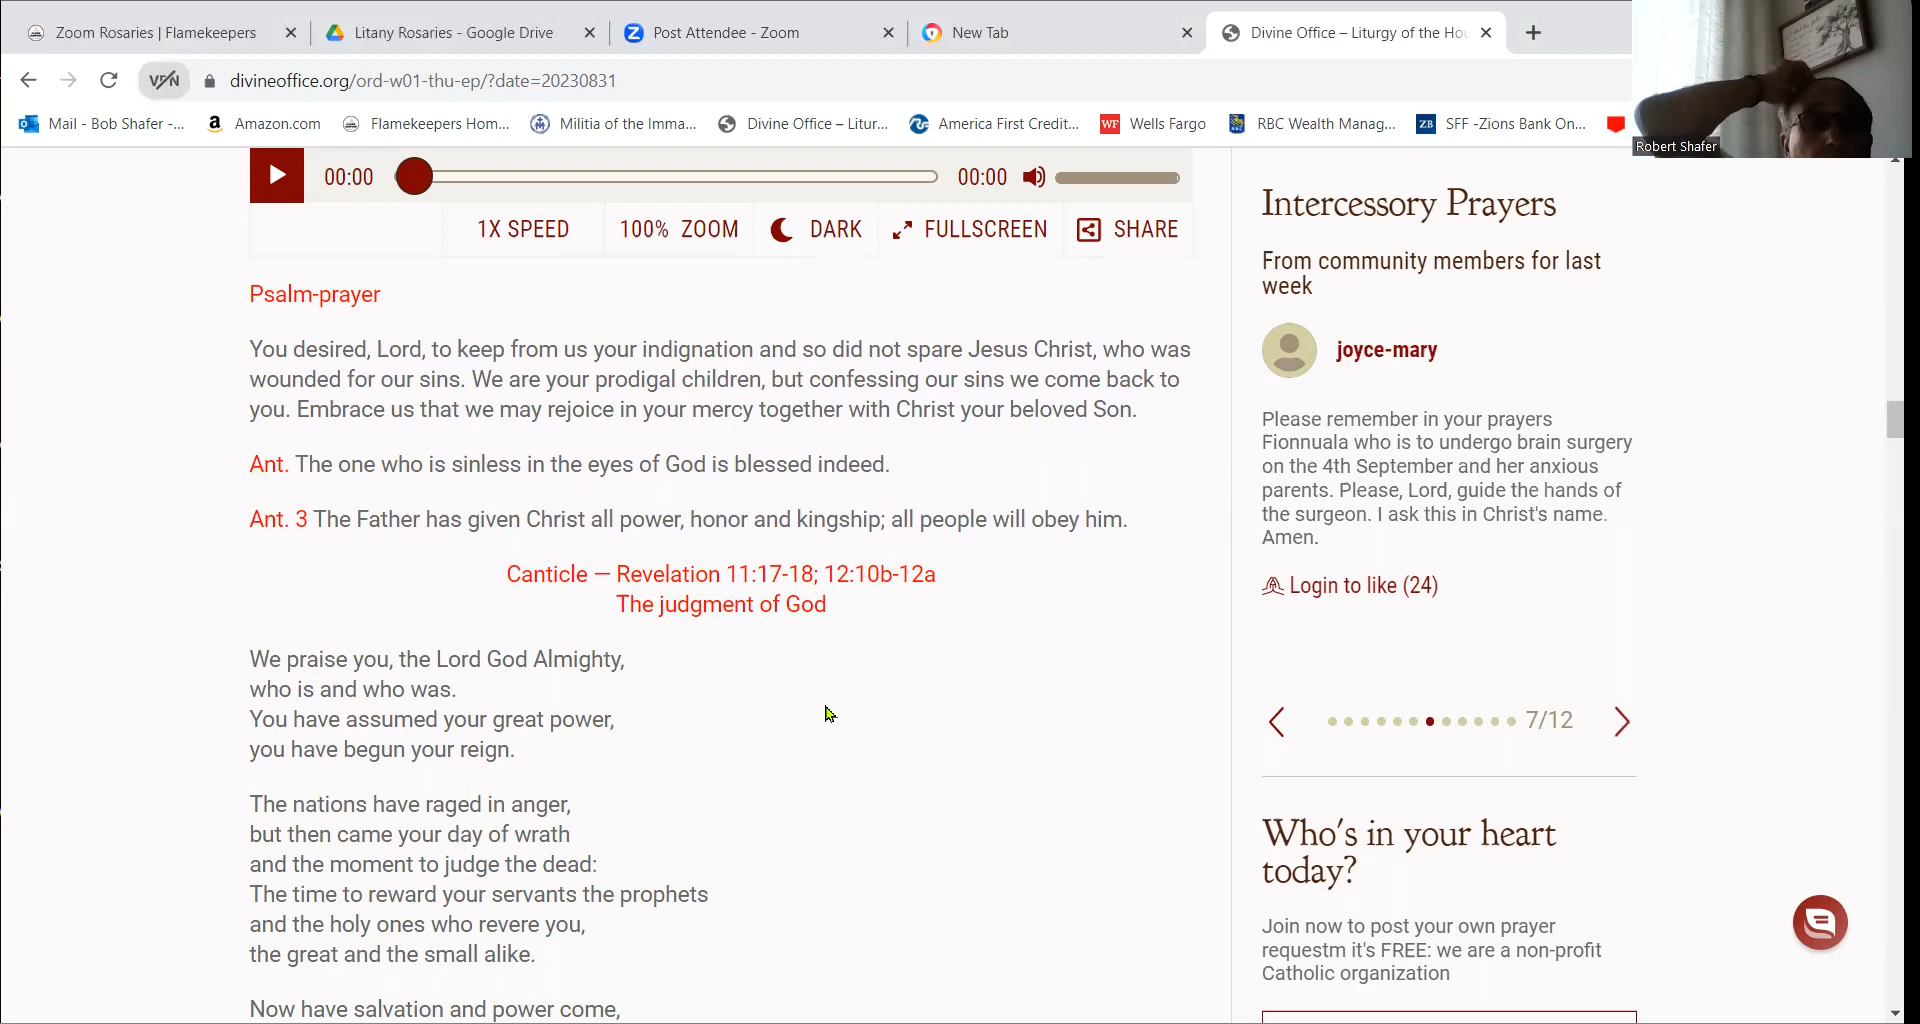 Zoom Rosaries | Flamekeepers
Litany Rosaries - Google Drive
Post Attendee - Zoom
New Tab
Divine Office – Liturgy of the Hou
VPN
divineoffice.org/ord-w01-thu-ep/?date=20230831
Mail - Bob Shafer -...
Amazon.com
Flamekeepers Hom...
Militia of the Imma...
Divine Office – Litur...
America First Credit...
WF Wells Fargo
RBC Wealth Manag...
ZB SFF -Zions Bank On...
Robert Shafer
00:00
00:00
1X SPEED
100% ZOOM
DARK
FULLSCREEN
SHARE
Psalm-prayer
You desired, Lord, to keep from us your indignation and so did not spare Jesus Christ, who was
wounded for our sins. We are your prodigal children, but confessing our sins we come back to
you. Embrace us that we may rejoice in your mercy together with Christ your beloved Son.
Ant. The one who is sinless in the eyes of God is blessed indeed.
Ant. 3 The Father has given Christ all power, honor and kingship; all people will obey him.
Canticle — Revelation 11:17-18; 12:10b-12a
The judgment of God
We praise you, the Lord God Almighty,
who is and who was.
You have assumed your great power,
you have begun your reign.
The nations have raged in anger,
but then came your day of wrath
and the moment to judge the dead:
The time to reward your servants the prophets
and the holy ones who revere you,
the great and the small alike.
Now have salvation and power come,
Intercessory Prayers
From community members for last
week
joyce-mary
Please remember in your prayers
Fionnuala who is to undergo brain surgery
on the 4th September and her anxious
parents. Please, Lord, guide the hands of
the surgeon. I ask this in Christ's name.
Amen.
Login to like (24)
7/12
Who's in your heart
today?
Join now to post your own prayer
requestm it's FREE: we are a non-profit
Catholic organization